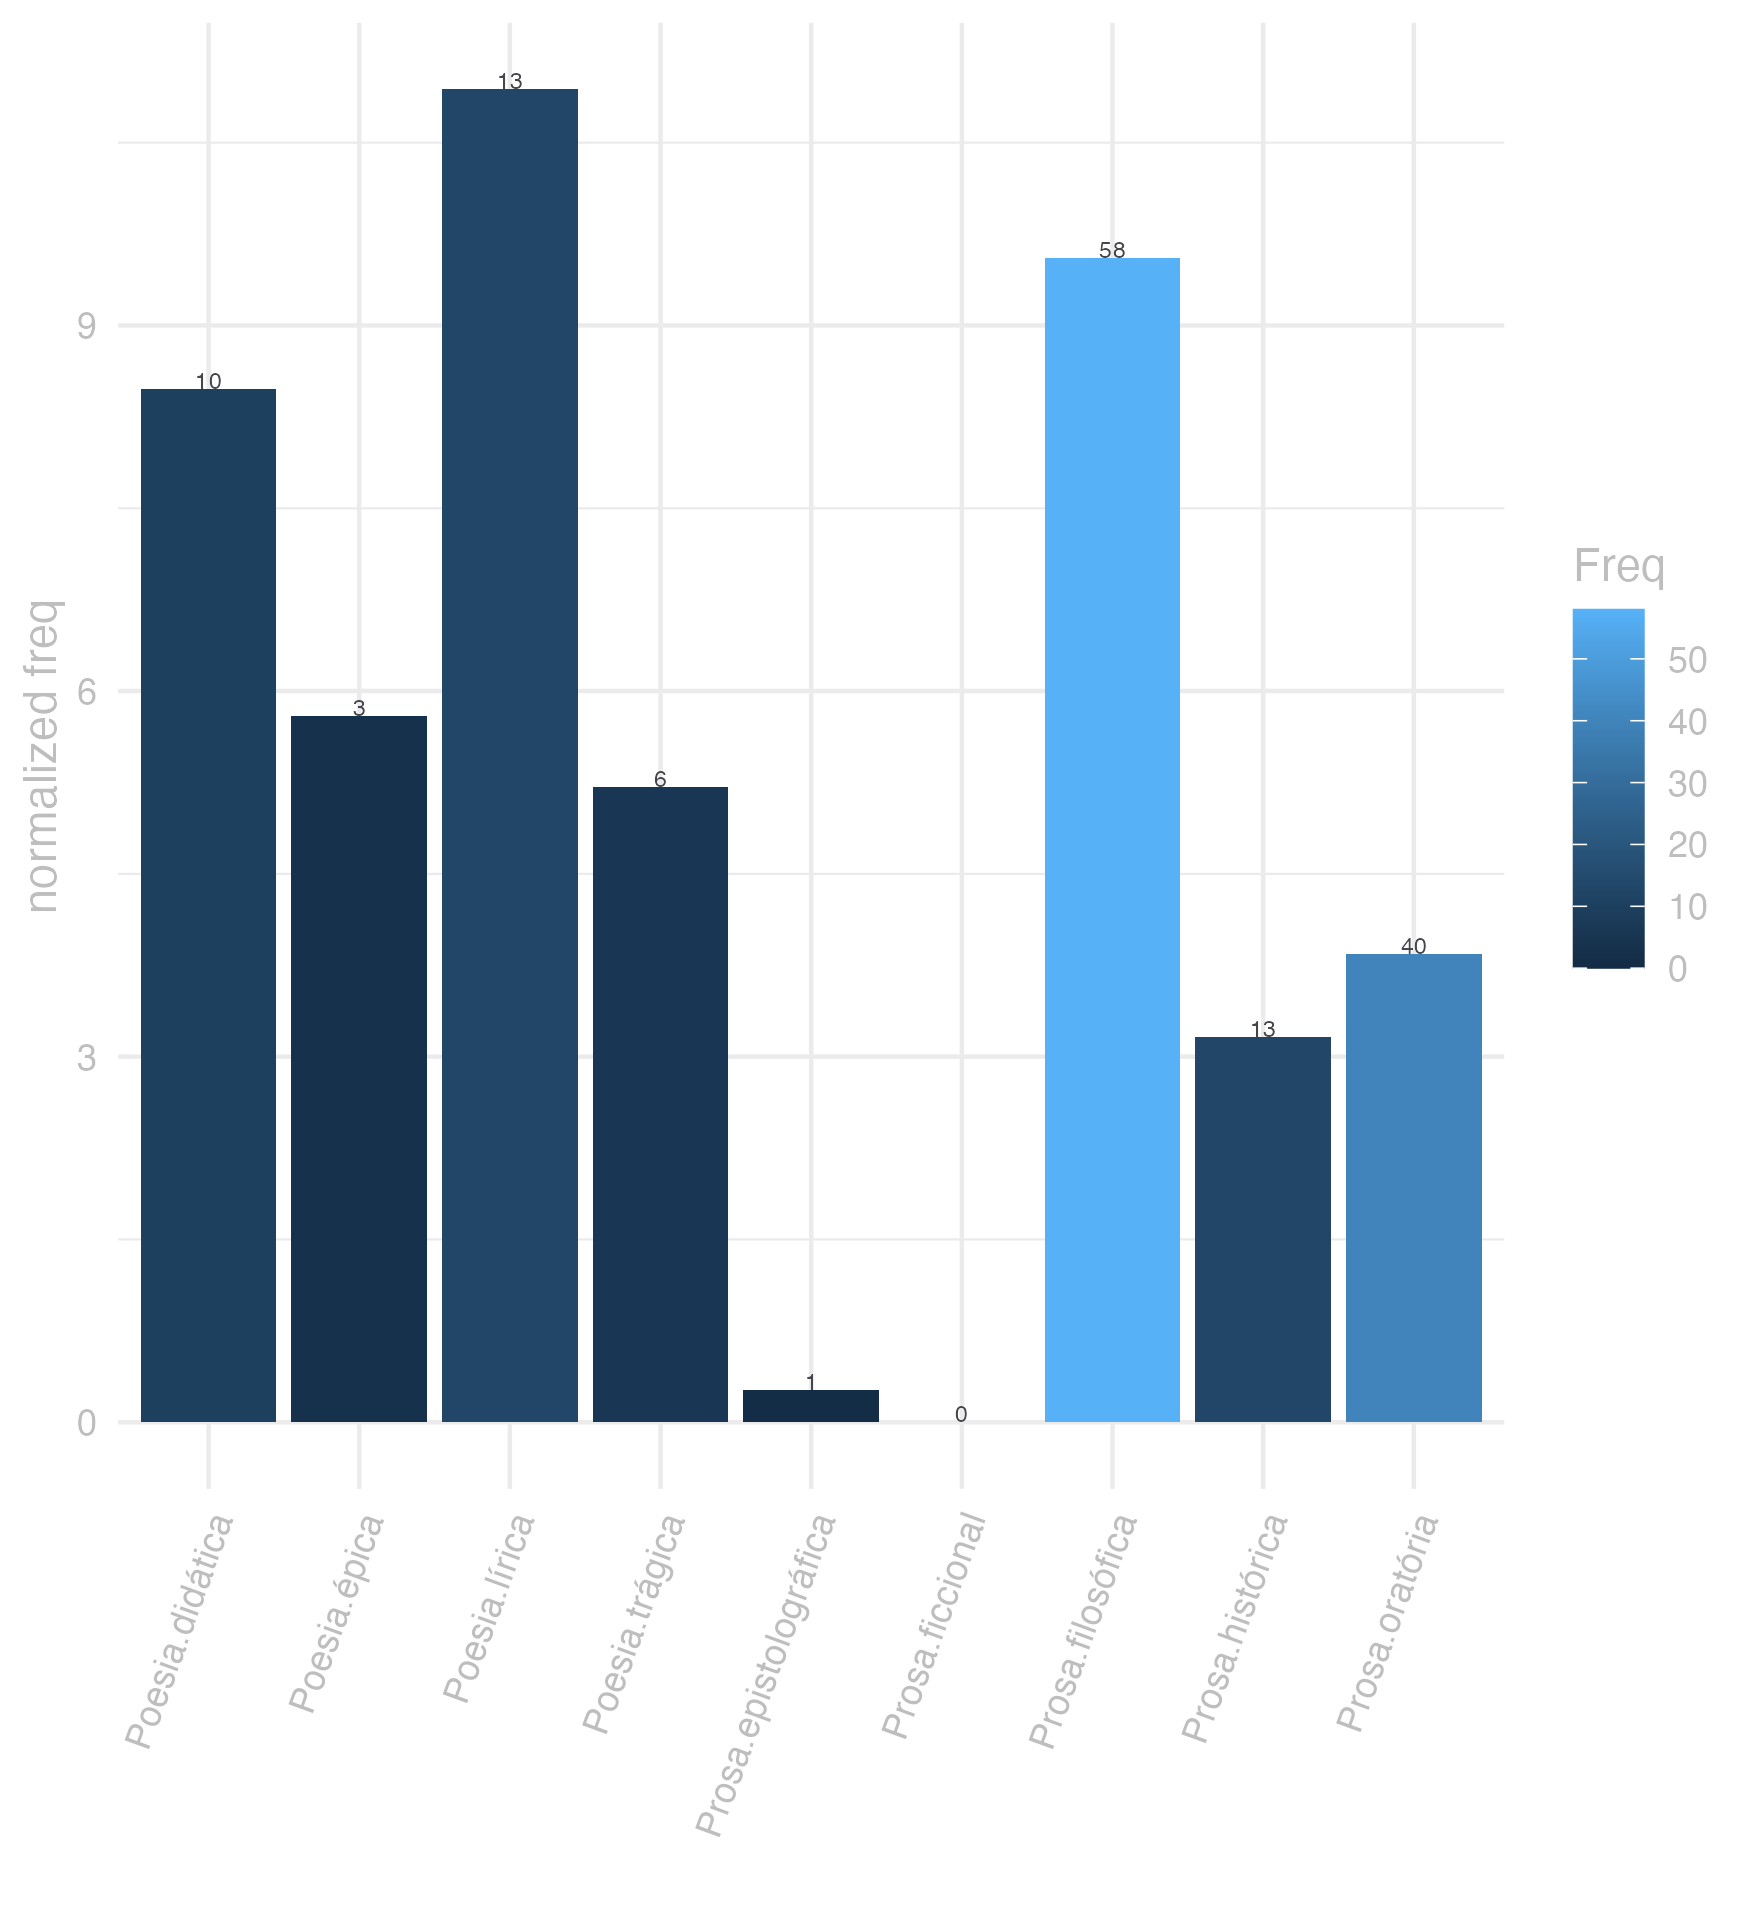 normalized freq
9
6
3
0
10
3
13
6
1
0
58
13
40
Poesia.didática
Poesia.épica
Poesia.lírica
Poesia.trágica
Prosa.epistolográfica
Prosa.ficcional
Prosa.filosófica
Prosa.histórica
Prosa.oratória
Freq
50
40
30
20
10
0